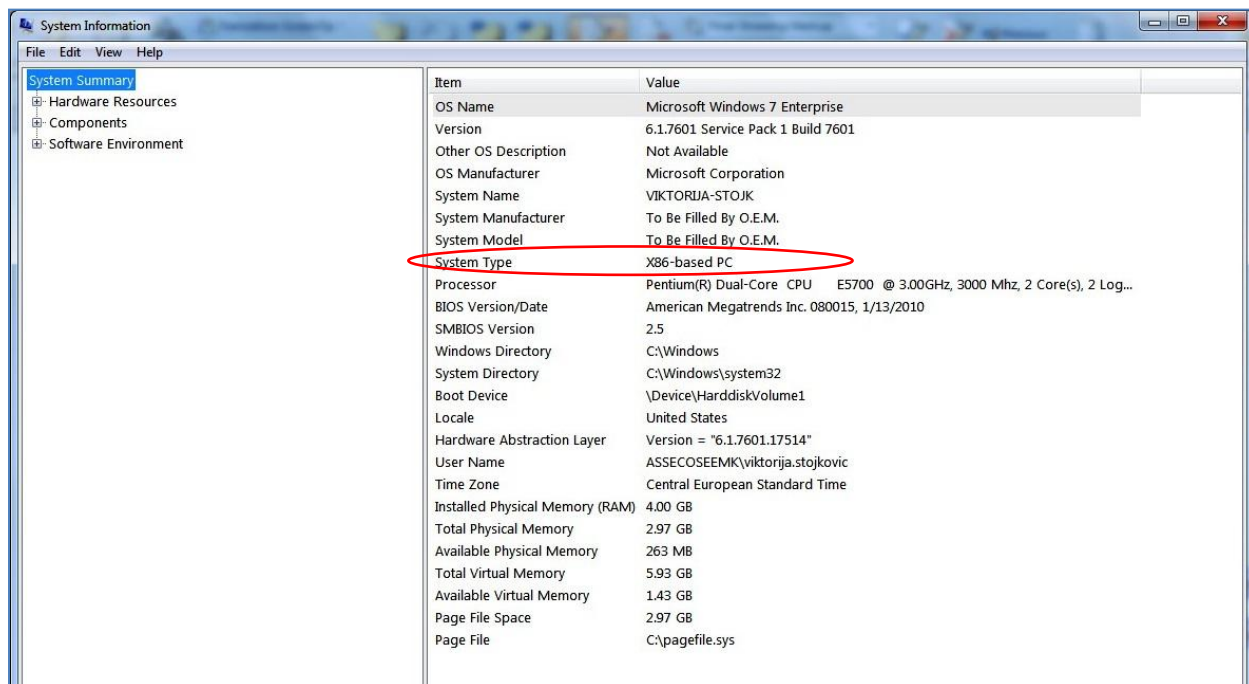 System Information
File Edit View Help
System Summary
Hardware Resources
Components
Software Environment
Item Value
OS Name Microsoft Windows 7 Enterprise
Version 6.1.7601 Service Pack 1 Build 7601
Other OS Description Not Available
OS Manufacturer Microsoft Corporation
System Name VIKTORIJA-STOJK
System Manufacturer To Be Filled By O.E.M.
System Model To Be Filled By O.E.M.
System Type X86-based PC
Processor Pentium(R) Dual-Core CPU E5700 @ 3.00GHz, 3000 Mhz, 2 Core(s), 2 Log...
BIOS Version/Date American Megatrends Inc. 080015, 1/13/2010
SMBIOS Version 2.5
Windows Directory C:\Windows
System Directory C:\Windows\system32
Boot Device \Device\HarddiskVolume1
Locale United States
Hardware Abstraction Layer Version = "6.1.7601.17514"
User Name ASSECOSEEMK\viktorija.stojkovic
Time Zone Central European Standard Time
Installed Physical Memory (RAM) 4.00 GB
Total Physical Memory 2.97 GB
Available Physical Memory 263 MB
Total Virtual Memory 5.93 GB
Available Virtual Memory 1.43 GB
Page File Space 2.97 GB
Page File C:\pagefile.sys